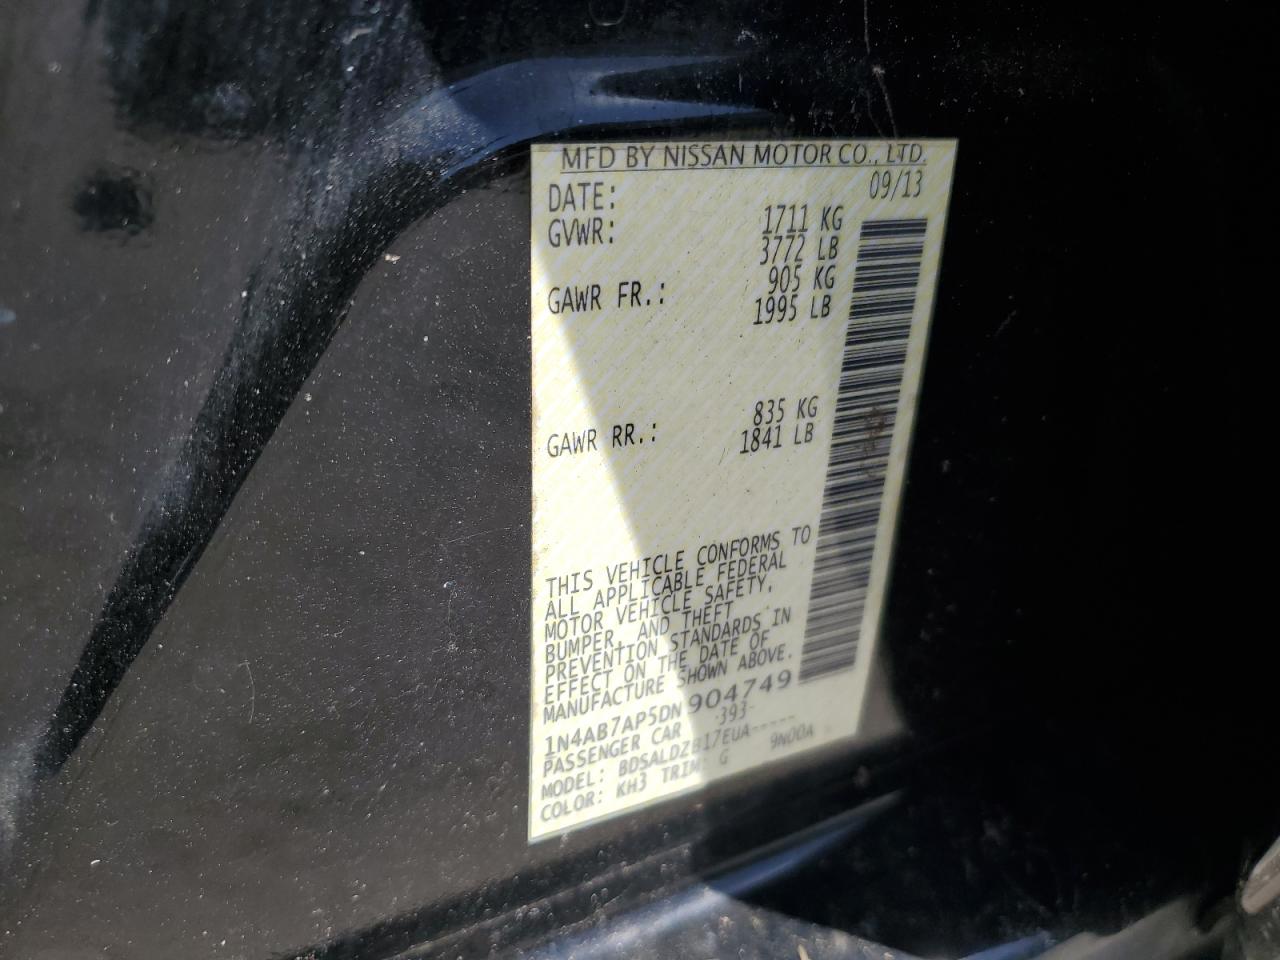 MFD BY NISSAN MOTOR CO., LTD.
DATE: 09/13
GVWR: 1711 KG
3772 LB
GAWR FR.: 905 KG
1995 LB
GAWR RR.: 835 KG
1841 LB
THIS VEHICLE CONFORMS TO
ALL APPLICABLE FEDERAL
MOTOR VEHICLE SAFETY,
BUMPER, AND THEFT
PREVENTION STANDARDS IN
EFFECT ON THE DATE OF
MANUFACTURE SHOWN ABOVE.
1N4AB7AP5DN904749
PASSENGER CAR -393-
MODEL: BDSALDZB17EUA-----
COLOR: KH3 TRIM: G 9N00A